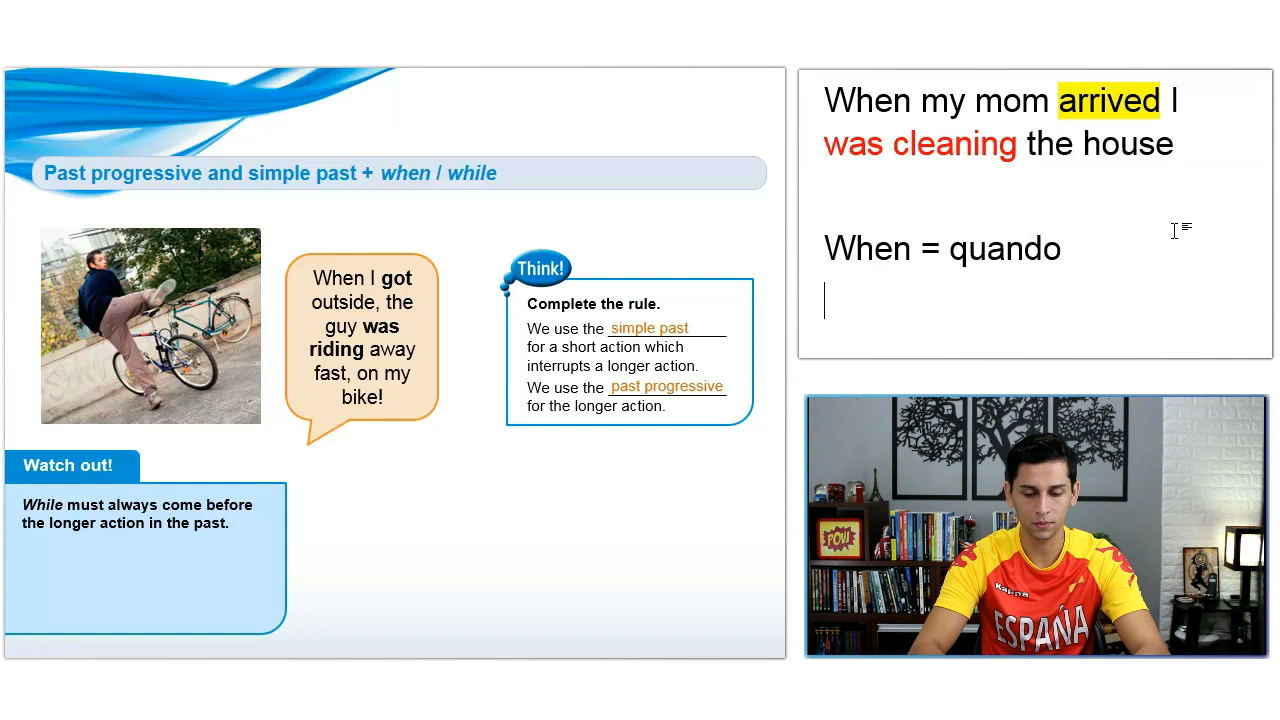 Past progressive and simple past + when / while
When I got
outside, the
guy was
riding away
fast, on my
bike!
Think!
Complete the rule.
We use the simple past
for a short action which
interrupts a longer action.
We use the past progressive
for the longer action.
Watch out!
While must always come before
the longer action in the past.
When my mom arrived I
was cleaning the house
When = quando
POW!
Kappa
ESPAÑA